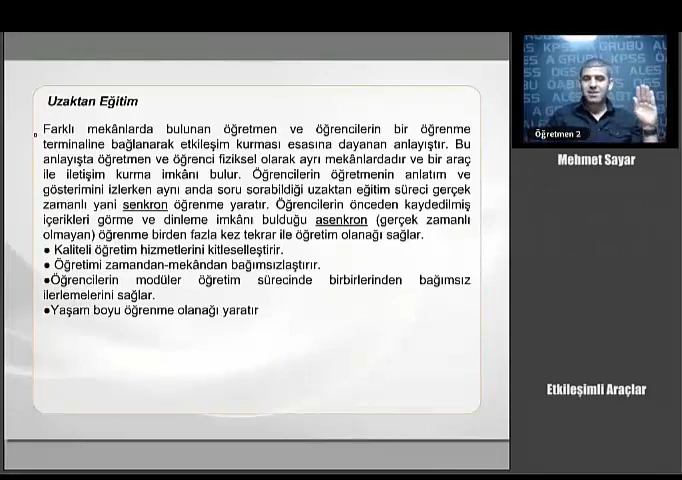 Uzaktan Eğitim
Farklı mekânlarda bulunan öğretmen ve öğrencilerin bir öğrenme
terminaline bağlanarak etkileşim kurması esasına dayanan anlayıştır. Bu
anlayışta öğretmen ve öğrenci fiziksel olarak ayrı mekânlardadır ve bir araç
ile iletişim kurma imkânı bulur. Öğrencilerin öğretmenin anlatım ve
gösterimini izlerken aynı anda soru sorabildiği uzaktan eğitim süreci gerçek
zamanlı yani senkron öğrenme yaratır. Öğrencilerin önceden kaydedilmiş
içerikleri görme ve dinleme imkânı bulduğu asenkron (gerçek zamanlı
olmayan) öğrenme birden fazla kez tekrar ile öğretim olanağı sağlar.
● Kaliteli öğretim hizmetlerini kitleselleştirir.
● Öğretimi zamandan-mekândan bağımsızlaştırır.
●Öğrencilerin modüler öğretim sürecinde birbirlerinden bağımsız
ilerlemelerini sağlar.
●Yaşam boyu öğrenme olanağı yaratır
A GRUBU
KPSS
ALES
Öğretmen 2
Mehmet Sayar
Etkileşimli Araçlar